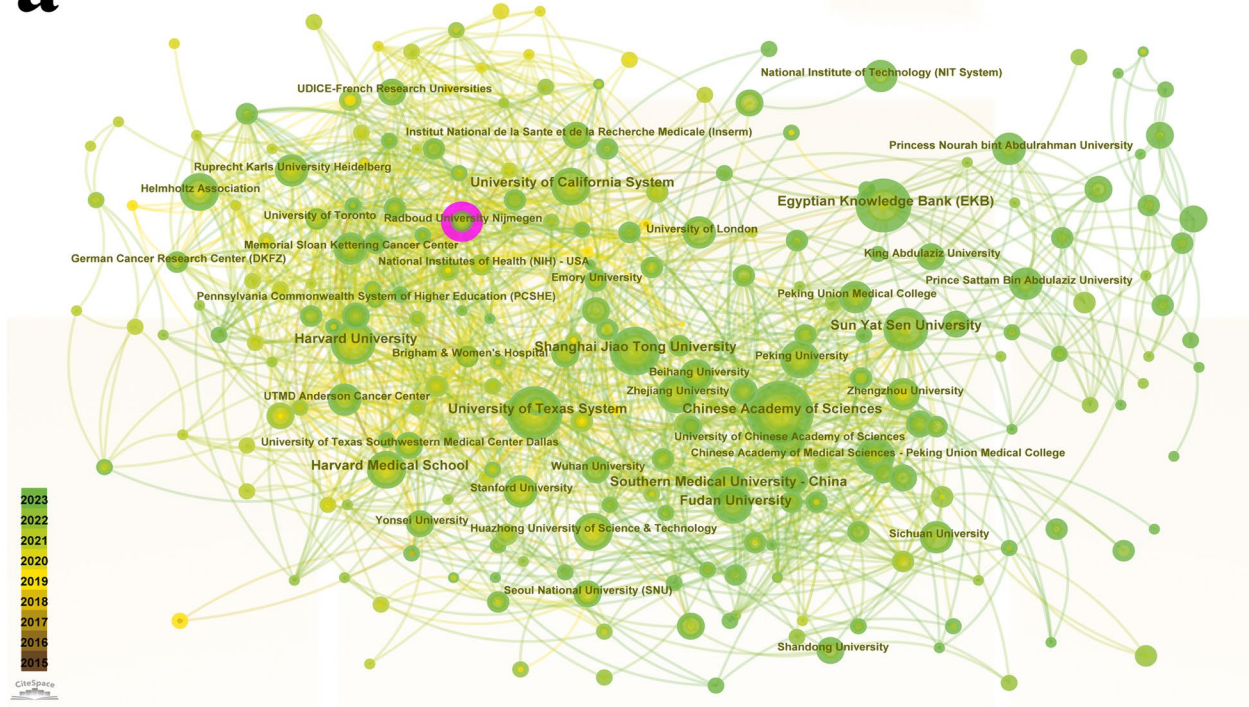 a
National Institute of Technology (NIT System)
UDICE-French Research Universities
Institut National de la Sante et de la Recherche Medicale (Inserm)
Princess Nourah bint Abdulrahman University
Ruprecht Karls University Heidelberg
University of California System
Helmholtz Association
Egyptian Knowledge Bank (EKB)
University of Toronto
Radboud University Nijmegen
University of London
Memorial Sloan Kettering Cancer Center
King Abdulaziz University
German Cancer Research Center (DKFZ)
National Institutes of Health (NIH) - USA
Emory University
Prince Sattam Bin Abdulaziz University
Pennsylvania Commonwealth System of Higher Education (PCSHE)
Peking Union Medical College
Sun Yat Sen University
Harvard University
Shanghai Jiao Tong University
Brigham & Women's Hospital
Peking University
Beihang University
UTMD Anderson Cancer Center
Zhejiang University
Zhengzhou University
University of Texas System
Chinese Academy of Sciences
University of Chinese Academy of Sciences
University of Texas Southwestern Medical Center Dallas
Chinese Academy of Medical Sciences - Peking Union Medical College
Harvard Medical School
Wuhan University
Southern Medical University - China
Stanford University
Fudan University
Yonsei University
Huazhong University of Science & Technology
Sichuan University
Seoul National University (SNU)
Shandong University
2023
2022
2021
2020
2019
2018
2017
2016
2015
CiteSpace